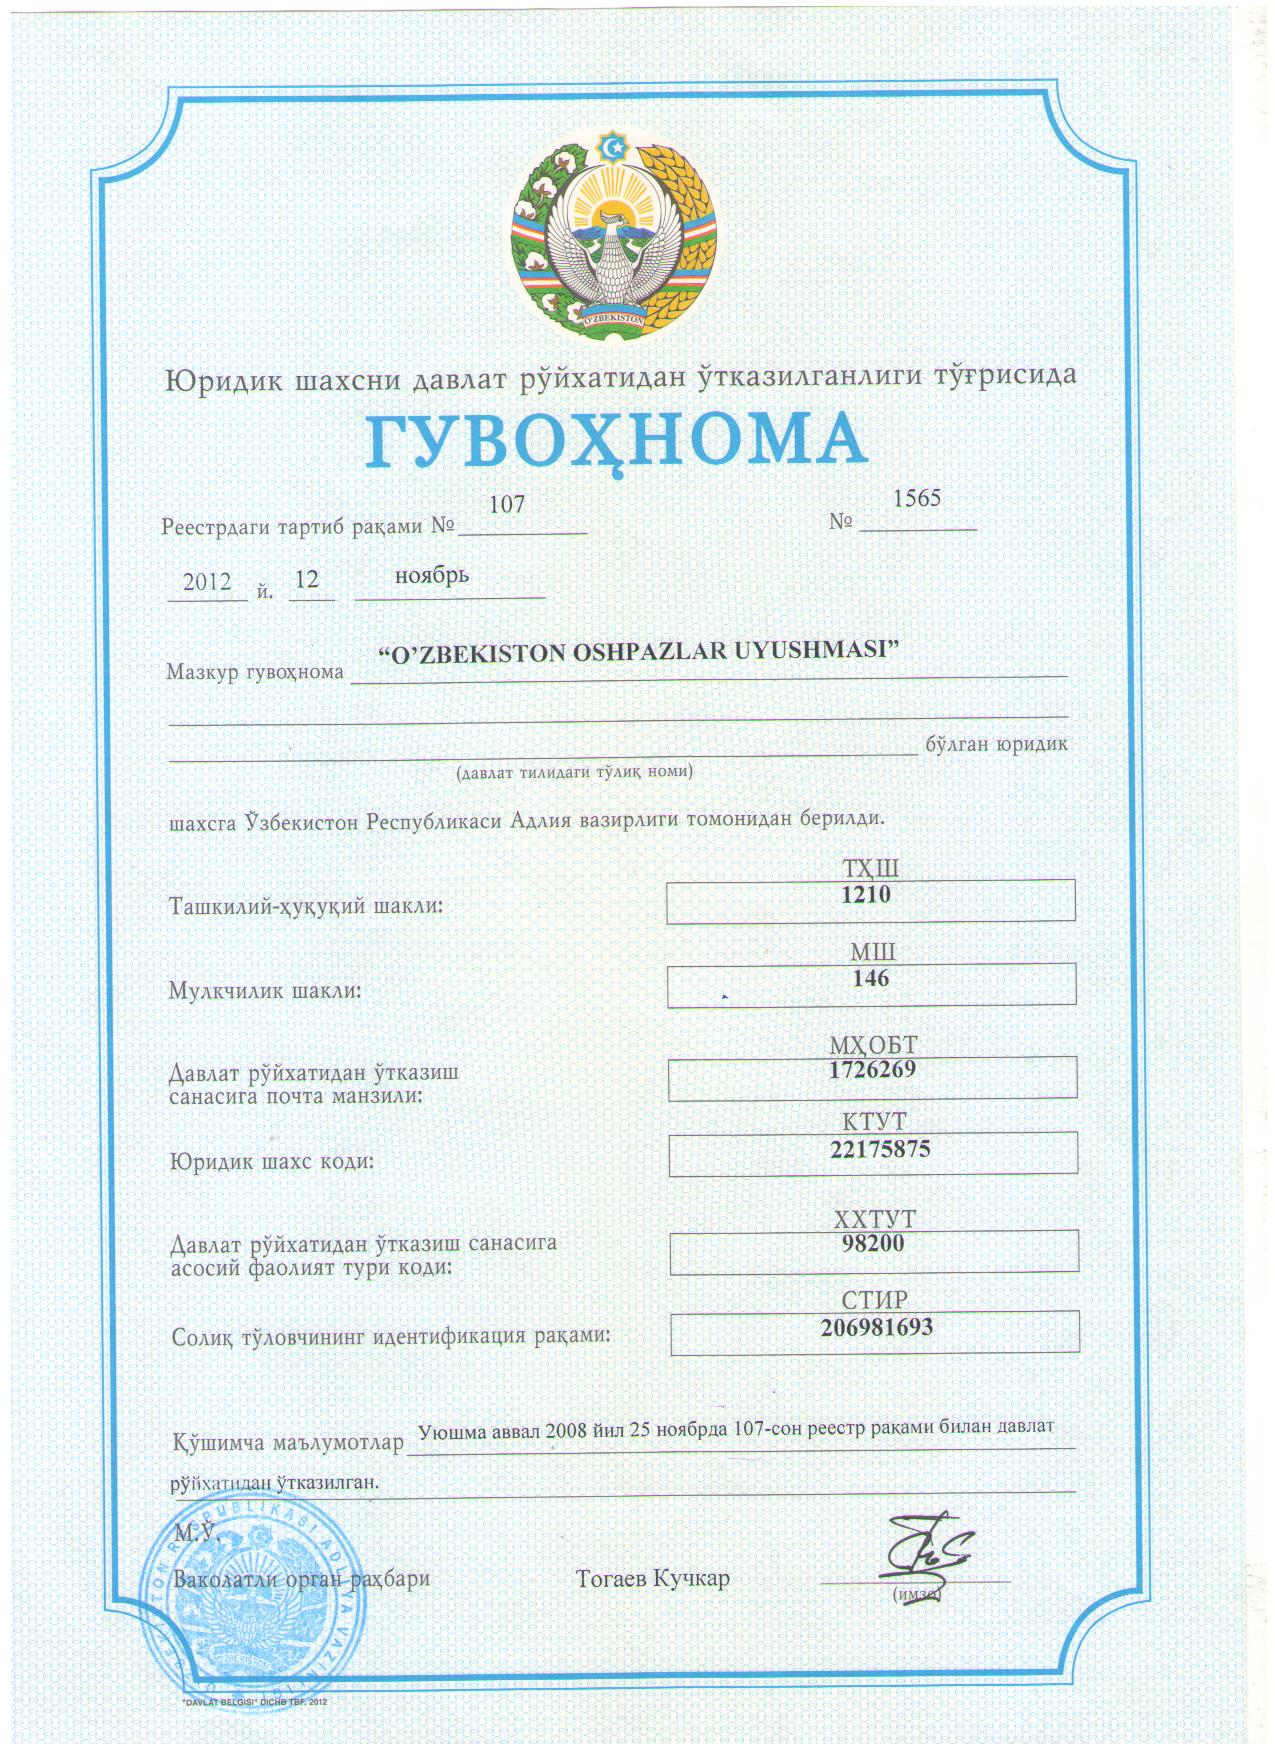 O'ZBEKISTON
Юридик шахсни давлат рўйхатидан ўтказилганлиги тўғрисида
ГУВОҲНОМА
Реестрдаги тартиб рақами № 107 № 1565
2012 й. 12 ноябрь
Мазкур гувоҳнома “O’ZBEKISTON OSHPAZLAR UYUSHMASI”
бўлган юридик
(давлат тилидаги тўлиқ номи)
шахсга Ўзбекистон Республикаси Адлия вазирлиги томонидан берилди.
ТҲШ
Ташкилий-ҳуқуқий шакли: 1210
МШ
Мулкчилик шакли: 146
МҲОБТ
Давлат рўйхатидан ўтказиш 1726269
санасига почта манзили:
КТУТ
Юридик шахс коди: 22175875
ХХТУТ
Давлат рўйхатидан ўтказиш санасига 98200
асосий фаолият тури коди:
СТИР
Солиқ тўловчининг идентификация рақами: 206981693
Қўшимча маълумотлар Уюшма аввал 2008 йил 25 ноябрда 107-сон реестр рақами билан давлат
рўйхатидан ўтказилган.
М.Ў.
Ваколатли орган раҳбари Тогаев Кучкар
(имзо)
REPUBLIKASI ADLIYA VAZIRLIGI
"DAVLAT BELGISI" DICHB TBF, 2012